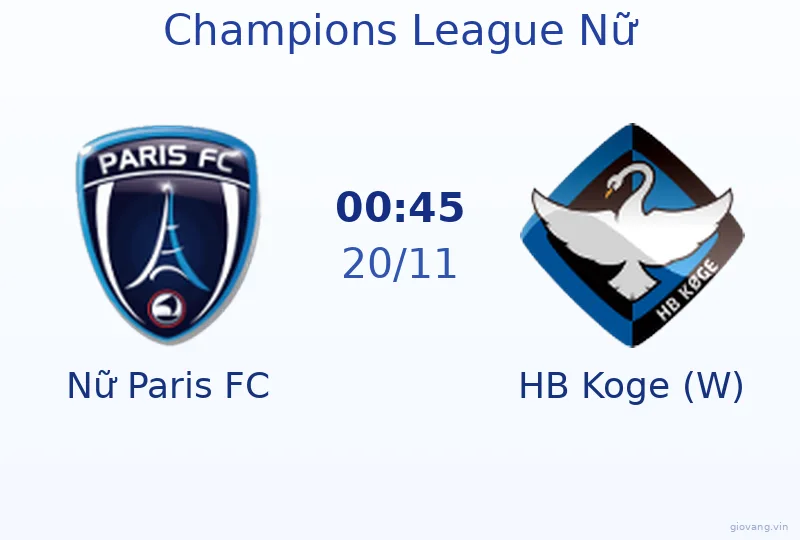 Champions League Nữ
PARIS FC
00:45
20/11
HB KØGE
Nữ Paris FC
HB Koge (W)
giovang.vin